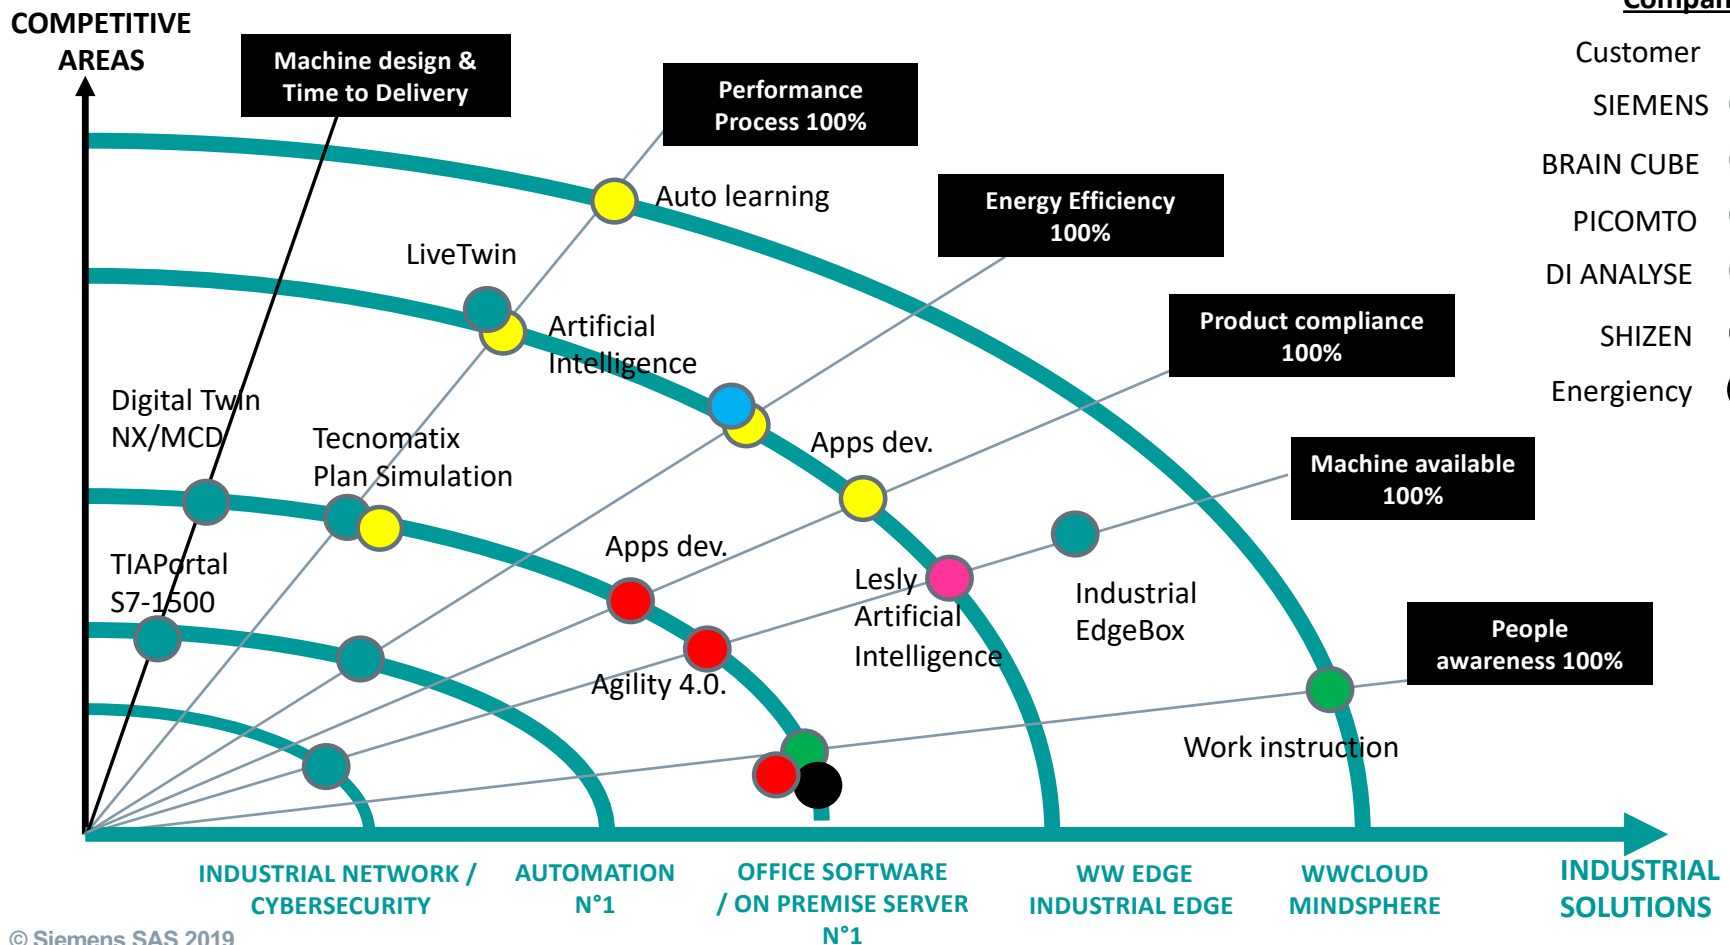 COMPETITIVE
AREAS
Machine design &
Time to Delivery
Performance
Process 100%
Energy Efficiency
100%
Product compliance
100%
Machine available
100%
People
awareness 100%
Customer
SIEMENS
BRAIN CUBE
PICOMTO
DI ANALYSE
SHIZEN
Energiency
Auto learning
LiveTwin
Artificial
Intelligence
Digital Twin
NX/MCD
Tecnomatix
Plan Simulation
Apps dev.
Apps dev.
TIAPortal
S7-1500
Lesly
Artificial
Intelligence
Industrial
EdgeBox
Agility 4.0.
Work instruction
INDUSTRIAL NETWORK /
CYBERSECURITY
AUTOMATION
N°1
OFFICE SOFTWARE
/ ON PREMISE SERVER
N°1
WW EDGE
INDUSTRIAL EDGE
WWCLOUD
MINDSPHERE
INDUSTRIAL
SOLUTIONS
© Siemens SAS 2019